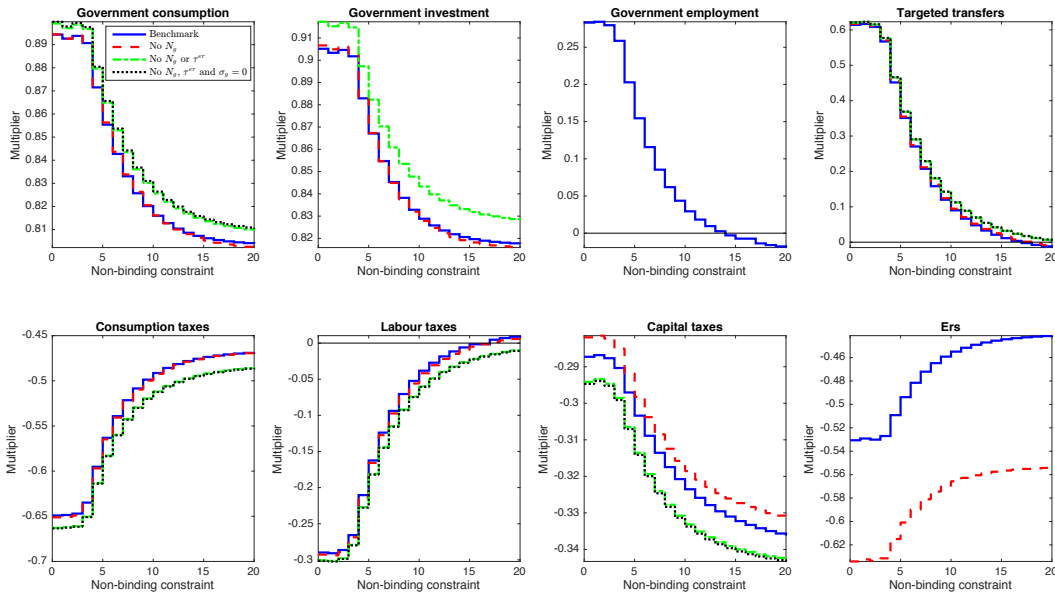 Government consumption
Multiplier
0.89
0.88
0.87
0.86
0.85
0.84
0.83
0.82
0.81
0 5 10 15 20
Non-binding constraint
Benchmark
No N_g
No N_g or τ^er
No N_g, τ^er and σ_g = 0
Government investment
Multiplier
0.91
0.9
0.89
0.88
0.87
0.86
0.85
0.84
0.83
0.82
0 5 10 15 20
Non-binding constraint
Government employment
Multiplier
0.25
0.2
0.15
0.1
0.05
0
0 5 10 15 20
Non-binding constraint
Targeted transfers
Multiplier
0.6
0.5
0.4
0.3
0.2
0.1
0
0 5 10 15 20
Non-binding constraint
Consumption taxes
Multiplier
-0.45
-0.5
-0.55
-0.6
-0.65
-0.7
0 5 10 15 20
Non-binding constraint
Labour taxes
Multiplier
0
-0.05
-0.1
-0.15
-0.2
-0.25
-0.3
0 5 10 15 20
Non-binding constraint
Capital taxes
Multiplier
-0.29
-0.3
-0.31
-0.32
-0.33
-0.34
0 5 10 15 20
Non-binding constraint
Ers
Multiplier
-0.46
-0.48
-0.5
-0.52
-0.54
-0.56
-0.58
-0.6
-0.62
0 5 10 15 20
Non-binding constraint